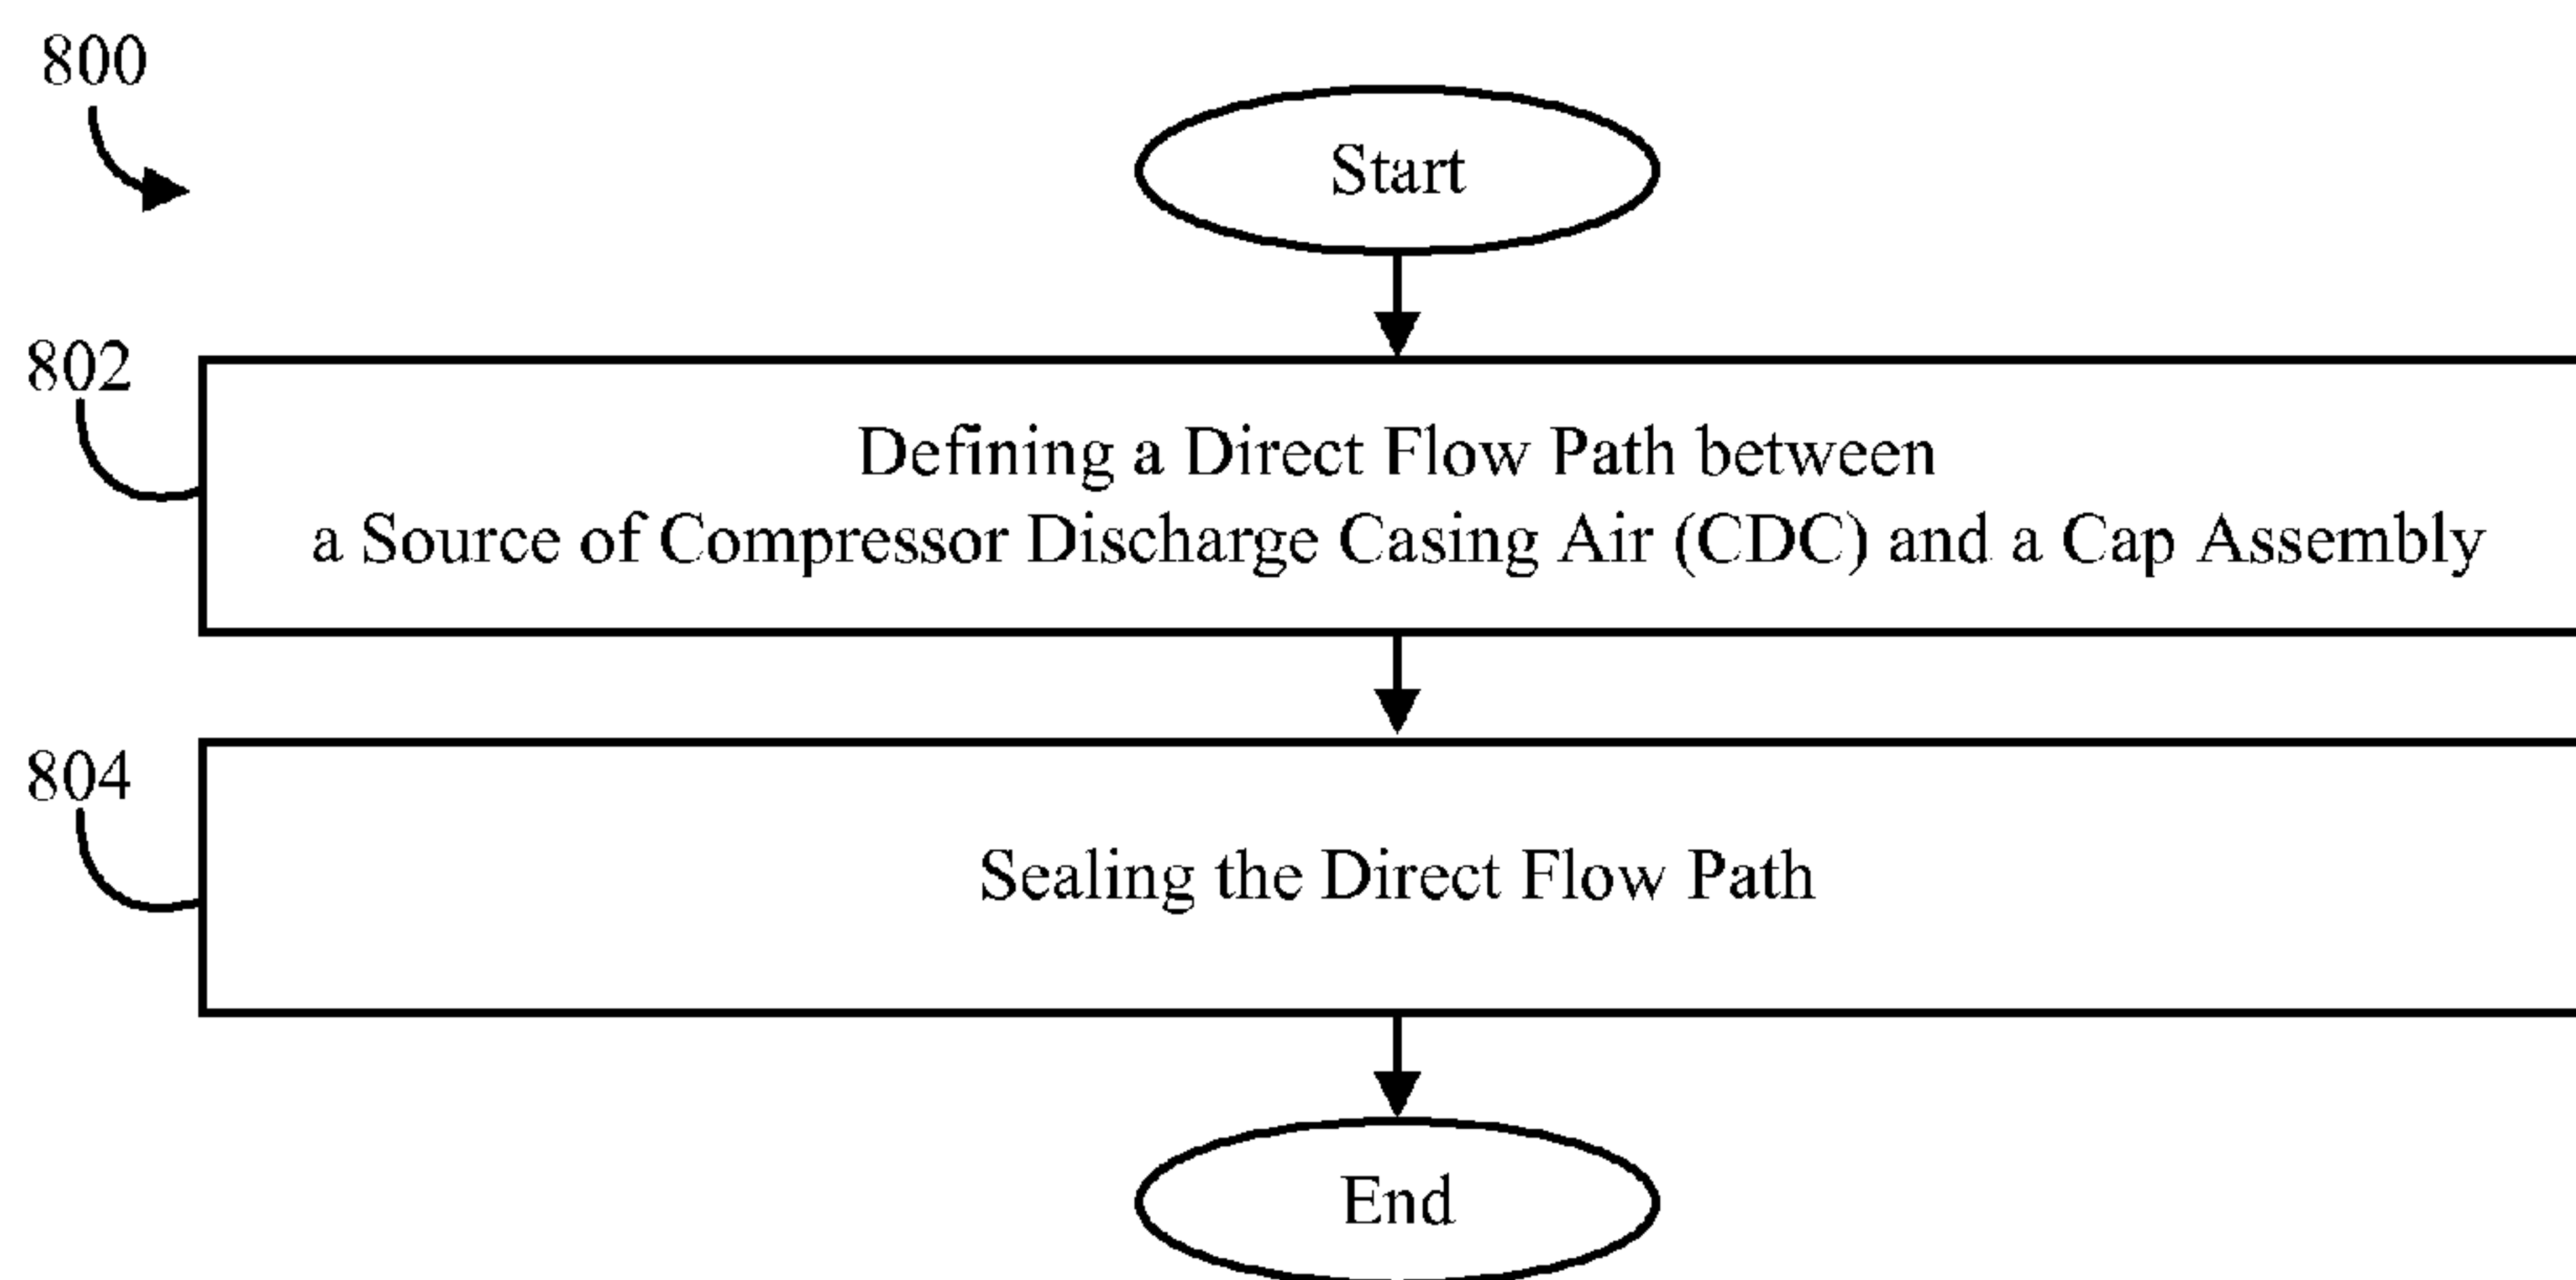 800
Start
802
Defining a Direct Flow Path between
a Source of Compressor Discharge Casing Air (CDC) and a Cap Assembly
804
Sealing the Direct Flow Path
End